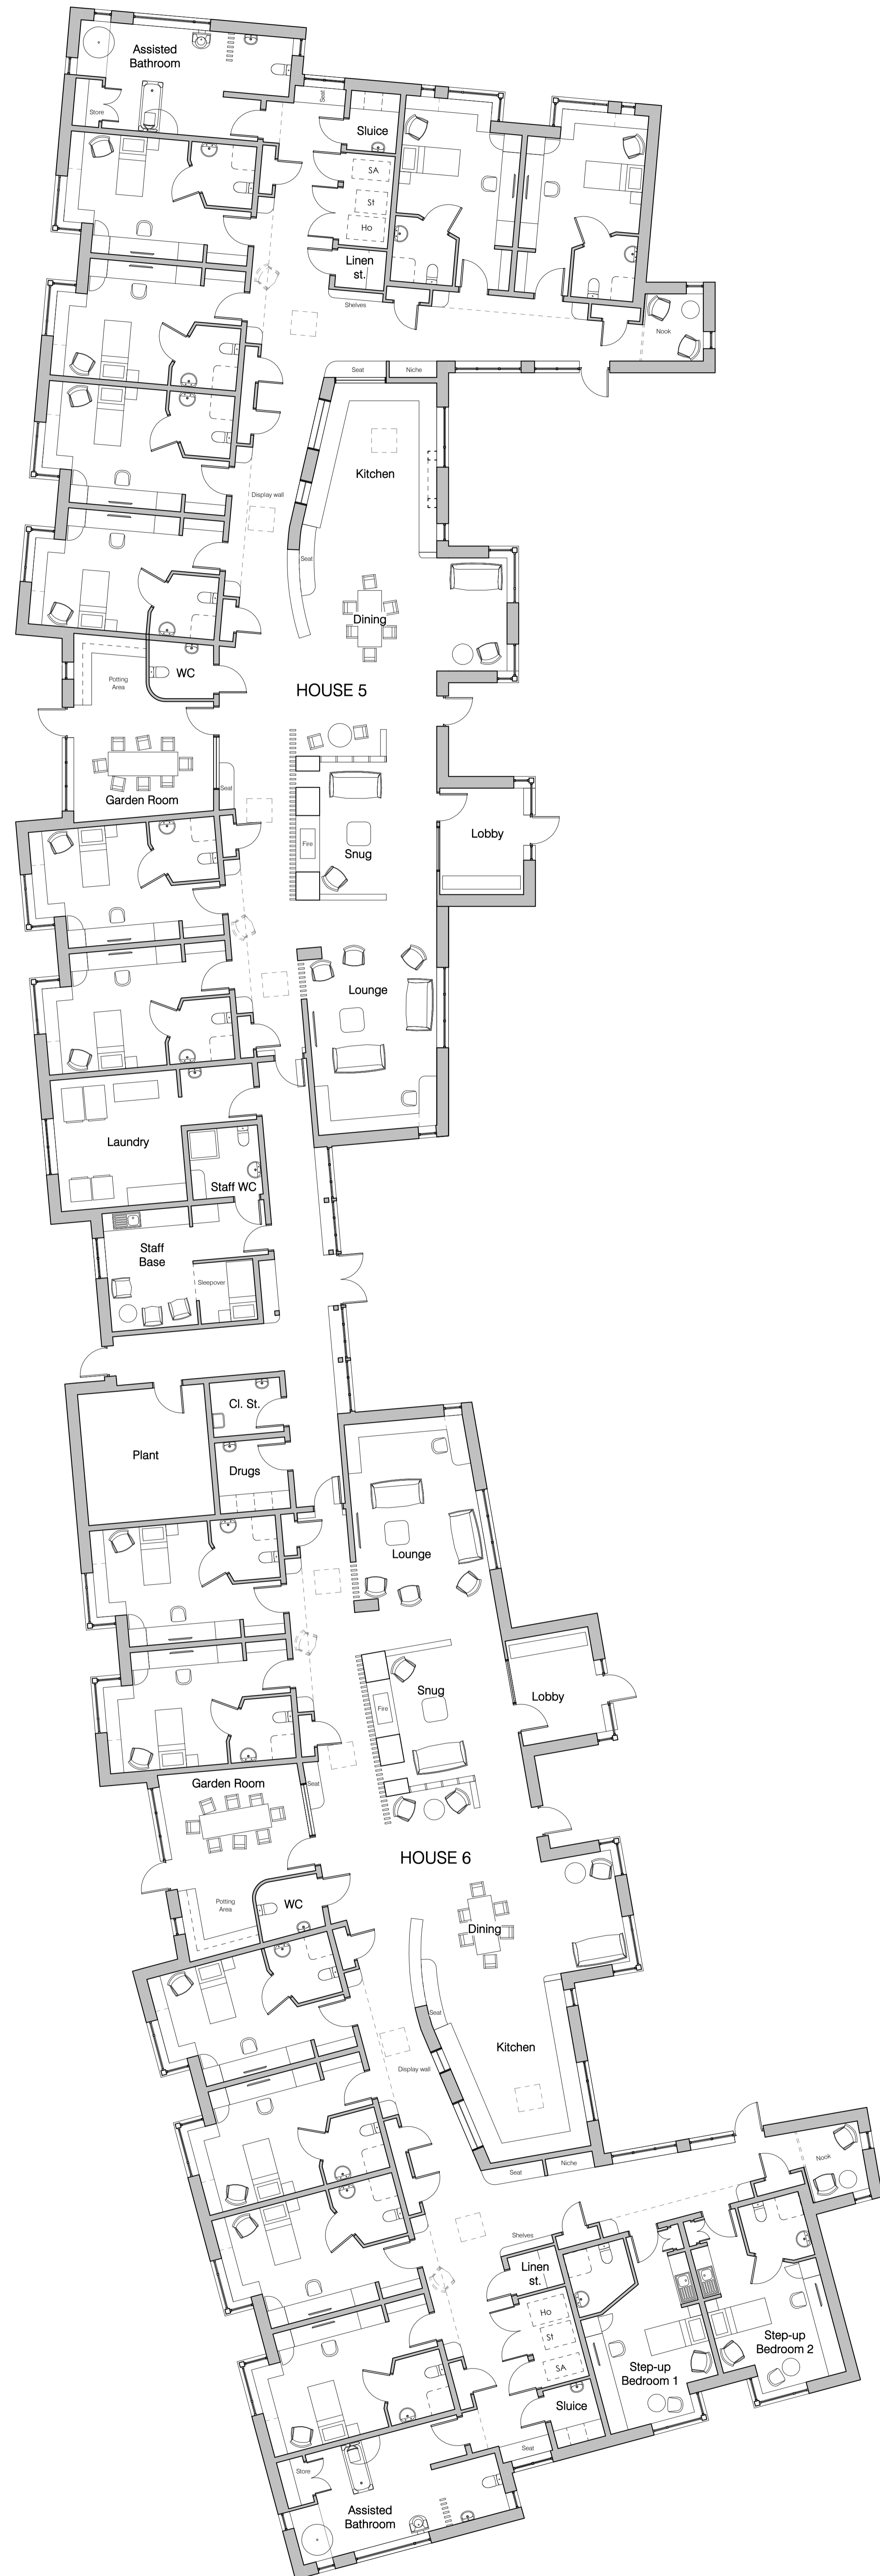 Assisted
Bathroom
Store
Seat
Sluice
SA
St
Ho
Linen
st.
Shelves
Nook
Seat
Niche
Kitchen
Display wall
Seat
Dining
WC
Potting
Area
HOUSE 5
Garden Room
Seat
Fire
Snug
Lobby
Lounge
Laundry
Staff WC
Staff
Base
Sleepover
Cl. St.
Plant
Drugs
Lounge
Snug
Fire
Lobby
Garden Room
Seat
HOUSE 6
Potting
Area
WC
Dining
Seat
Kitchen
Display wall
Seat
Niche
Nook
Shelves
Linen
st.
Ho
St
SA
Step-up
Bedroom 2
Step-up
Bedroom 1
Sluice
Seat
Store
Assisted
Bathroom